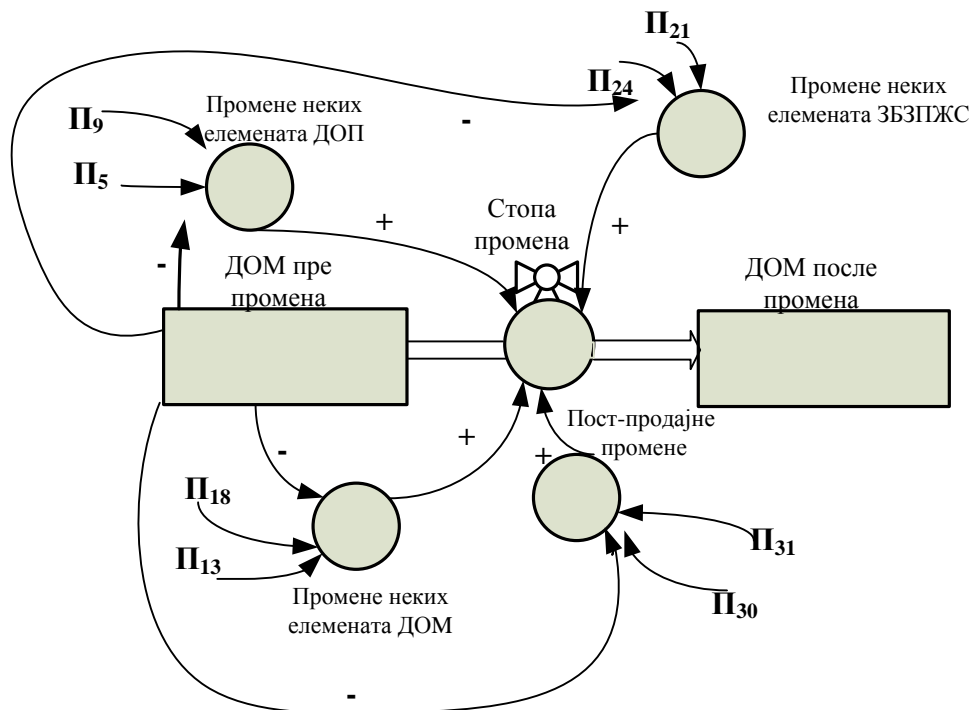 П21
П24
Промене неких
елемената ЗБЗПЖС
Промене неких
елемената ДОП
П9
-
П5
+
Стопа
промена
+
-
ДОМ пре
промена
ДОМ после
промена
Пост-продајне
промене
+
-
+
П18
П13
П31
Промене неких
елемената ДОМ
П30
-